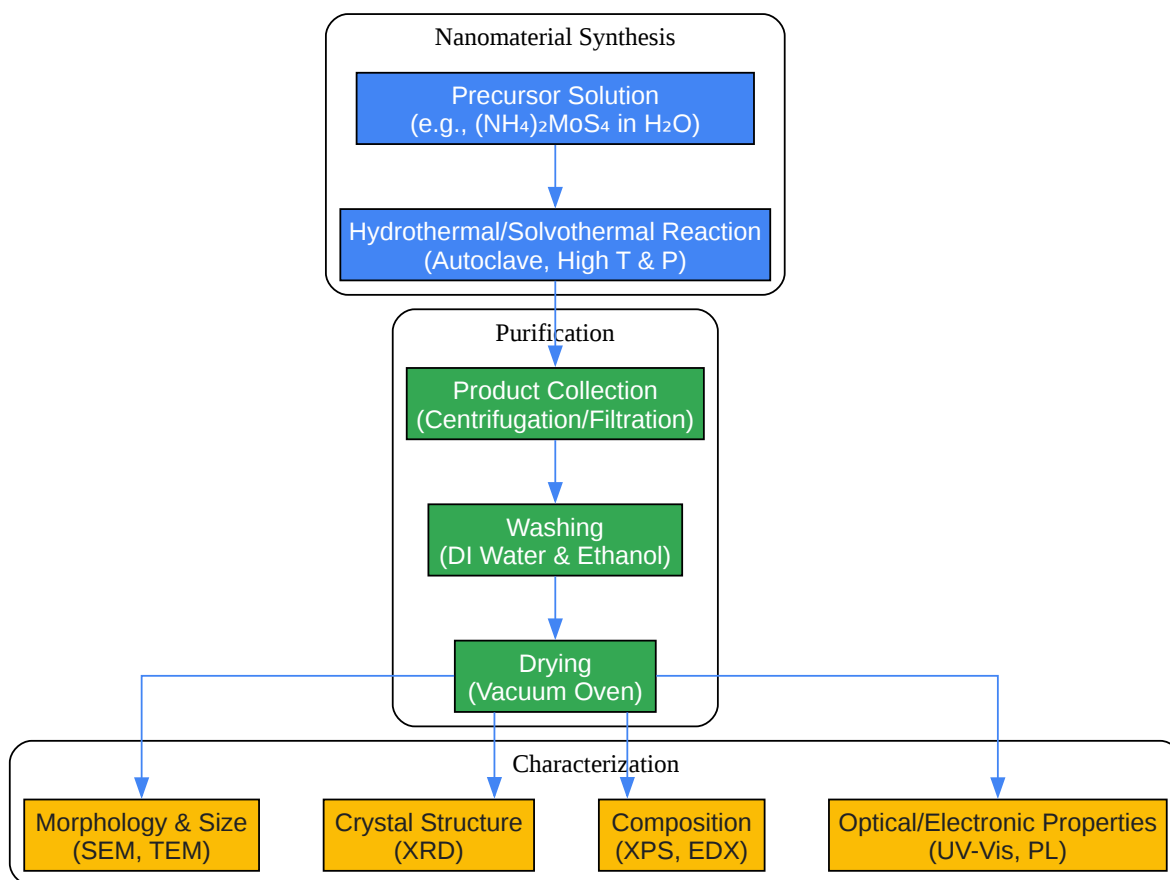 Nanomaterial Synthesis
Precursor Solution
(e.g., (NH₄)₂MoS₄ in H₂O)
Hydrothermal/Solvothermal Reaction
(Autoclave, High T & P)
Purification
Product Collection
(Centrifugation/Filtration)
Washing
(DI Water & Ethanol)
Drying
(Vacuum Oven)
Characterization
Morphology & Size
(SEM, TEM)
Crystal Structure
(XRD)
Composition
(XPS, EDX)
Optical/Electronic Properties
(UV-Vis, PL)